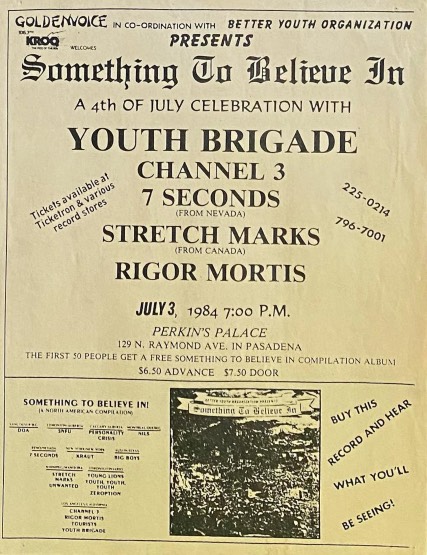 GOLDENVOICE IN CO-ORDINATION WITH BETTER YOUTH ORGANIZATION
KROQ WELCOMES
PRESENTS
Something To Believe In
A 4th OF JULY CELEBRATION WITH
YOUTH BRIGADE
CHANNEL 3
7 SECONDS
(FROM NEVADA)
STRETCH MARKS
(FROM CANADA)
RIGOR MORTIS
Tickets available at
Ticketron & various
record stores
225-0214
796-7001
JULY 3, 1984 7:00 P.M.
PERKIN'S PALACE
129 N. RAYMOND AVE. IN PASADENA
THE FIRST 50 PEOPLE GET A FREE SOMETHING TO BELIEVE IN COMPILATION ALBUM
$6.50 ADVANCE $7.50 DOOR
SOMETHING TO BELIEVE IN!
(A NORTH AMERICAN COMPILATION)
DOA
SNFU
PERSONALITY
CRISIS
NILS
7 SECONDS
KRAUT
BIG BOYS
STRETCH
MARKS
UNWANTED
YOUNG LIONS
YOUTH, YOUTH,
YOUTH
ZEROPTION
CHANNEL 3
RIGOR MORTIS
TOURISTS
YOUTH BRIGADE
BETTER YOUTH ORGANIZATION PRESENTS
Something To Believe In
BUY THIS
RECORD AND HEAR
WHAT YOU'LL
BE SEEING!